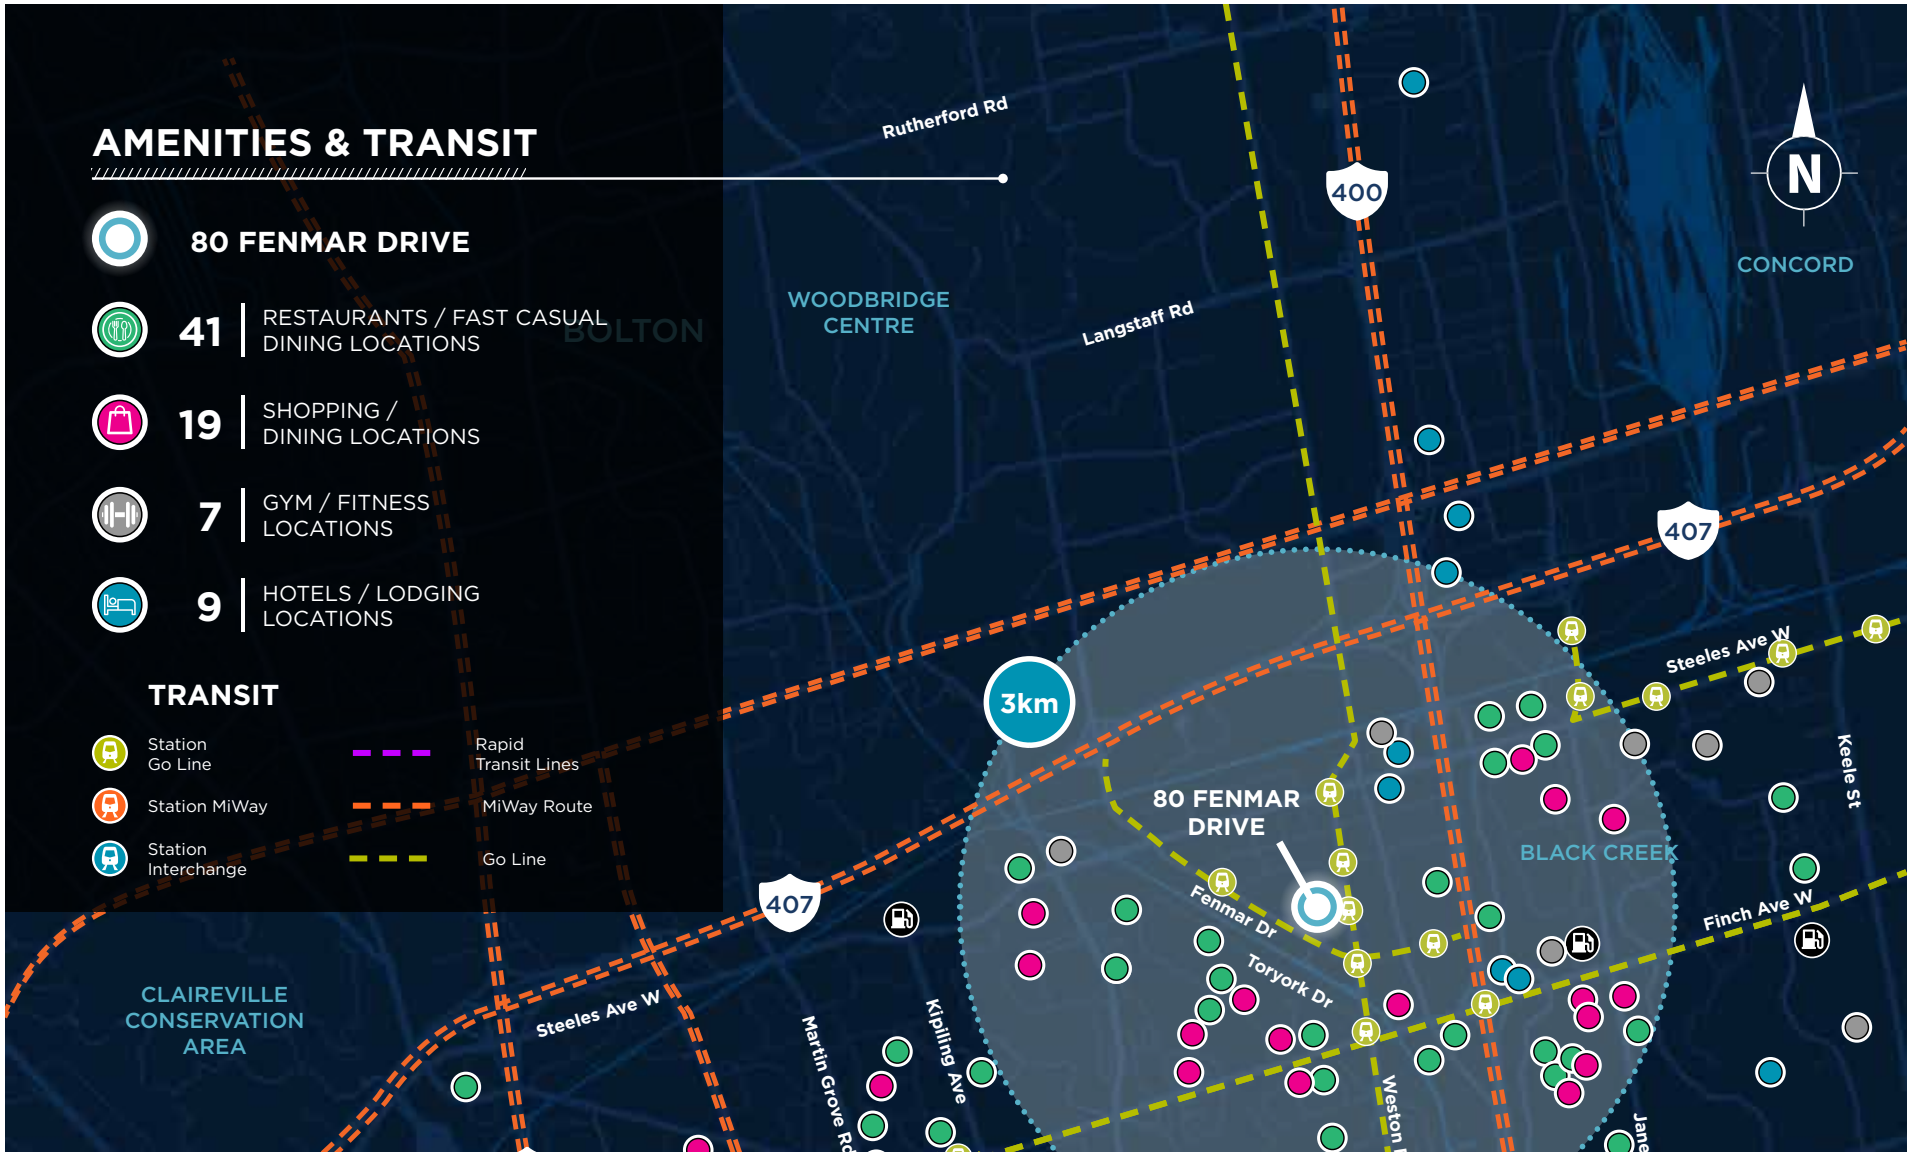 AMENITIES & TRANSIT
80 FENMAR DRIVE
41
RESTAURANTS / FAST CASUAL
DINING LOCATIONS
BOLTON
19
SHOPPING /
DINING LOCATIONS
7
GYM / FITNESS
LOCATIONS
9
HOTELS / LODGING
LOCATIONS
TRANSIT
Station
Go Line
Rapid
Transit Lines
Station MiWay
MiWay Route
Station
Interchange
Go Line
Rutherford Rd
400
N
CONCORD
WOODBRIDGE
CENTRE
Langstaff Rd
407
Steeles Ave W
3km
Keele St
80 FENMAR
DRIVE
BLACK CREEK
407
Fenmar Dr
Finch Ave W
Toryork Dr
CLAIREVILLE
CONSERVATION
AREA
Steeles Ave W
Martin Grove Rd
Kipiling Ave
Weston
Jane